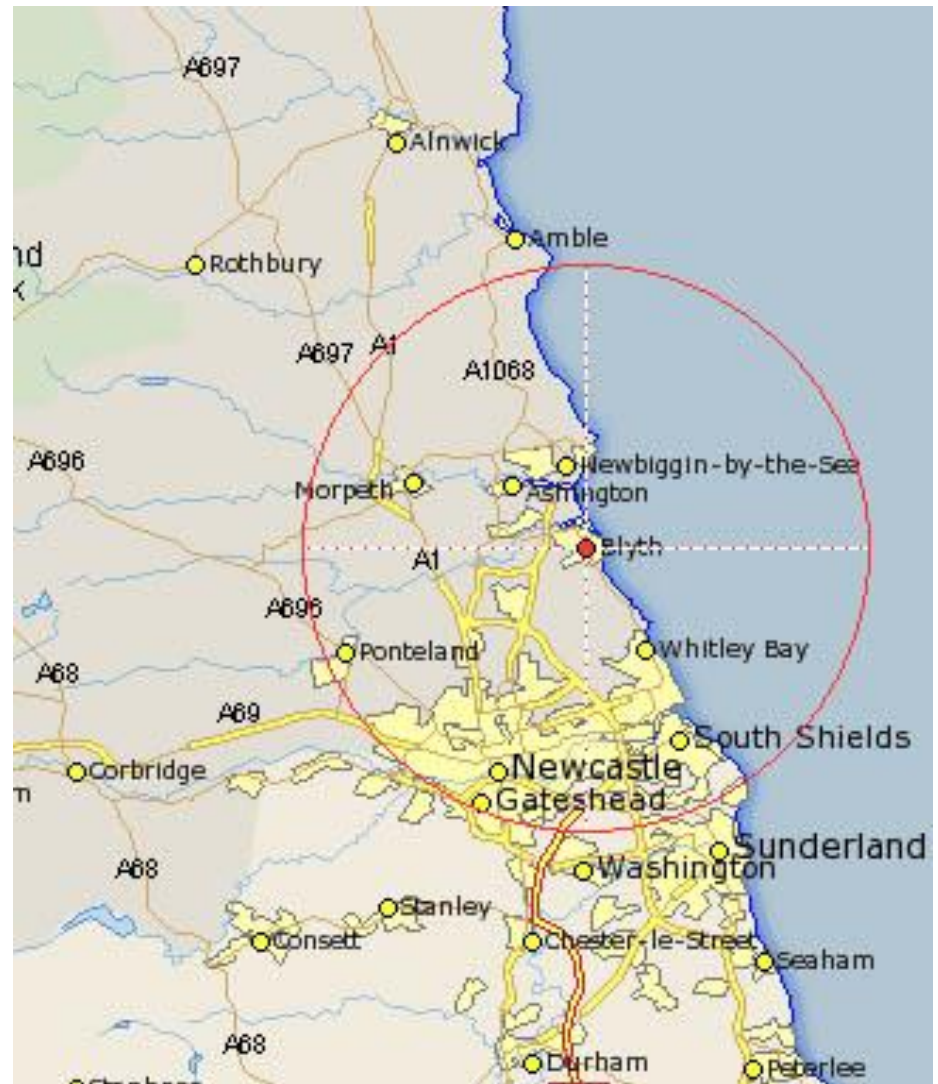 A697
Alnwick
Amble
nd
k
Rothbury
A697
A1
A1068
A696
Newbiggin-by-the-Sea
Morpeth
Ashington
A1
Blyth
A696
Ponteland
Whitley Bay
A68
A69
South Shields
Corbridge
Newcastle
m
Gateshead
Sunderland
A68
Washington
Stanley
Consett
Chester-le-Street
Seaham
A68
Durham
Peterlee